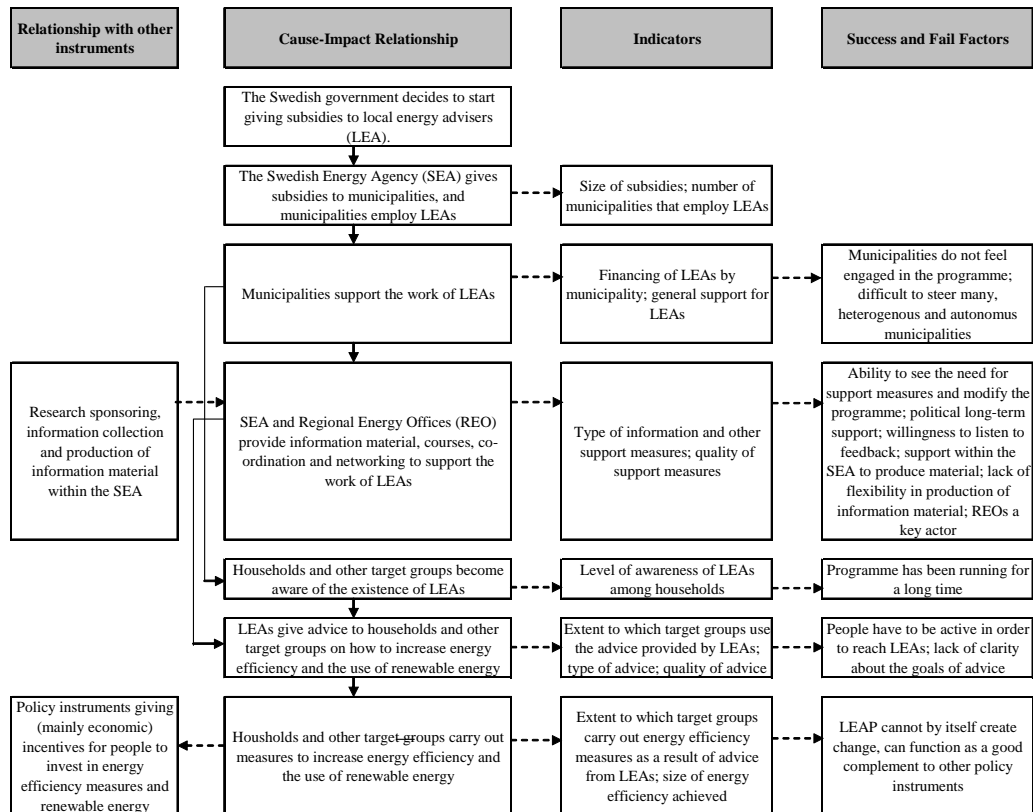 Relationship with other
instruments
Cause-Impact Relationship
Indicators
Success and Fail Factors
The Swedish government decides to start
giving subsidies to local energy advisers
(LEA).
The Swedish Energy Agency (SEA) gives
subsidies to municipalities, and
municipalities employ LEAs
Size of subsidies; number of
municipalities that employ LEAs
Municipalities support the work of LEAs
Financing of LEAs by
municipality; general support for
LEAs
Municipalities do not feel
engaged in the programme;
difficult to steer many,
heterogenous and autonomus
municipalities
Research sponsoring,
information collection
and production of
information material
within the SEA
SEA and Regional Energy Offices (REO)
provide information material, courses, co-
ordination and networking to support the
work of LEAs
Type of information and other
support measures; quality of
support measures
Ability to see the need for
support measures and modify the
programme; political long-term
support; willingness to listen to
feedback; support within the
SEA to produce material; lack of
flexibility in production of
information material; REOs a
key actor
Households and other target groups become
aware of the existence of LEAs
Level of awareness of LEAs
among households
Programme has been running for
a long time
LEAs give advice to households and other
target groups on how to increase energy
efficiency and the use of renewable energy
Extent to which target groups use
the advice provided by LEAs;
type of advice; quality of advice
People have to be active in order
to reach LEAs; lack of clarity
about the goals of advice
Policy instruments giving
(mainly economic)
incentives for people to
invest in energy
efficiency measures and
renewable energy
Housholds and other target groups carry out
measures to increase energy efficiency and
the use of renewable energy
Extent to which target groups
carry out energy efficiency
measures as a result of advice
from LEAs; size of energy
efficiency achieved
LEAP cannot by itself create
change, can function as a good
complement to other policy
instruments